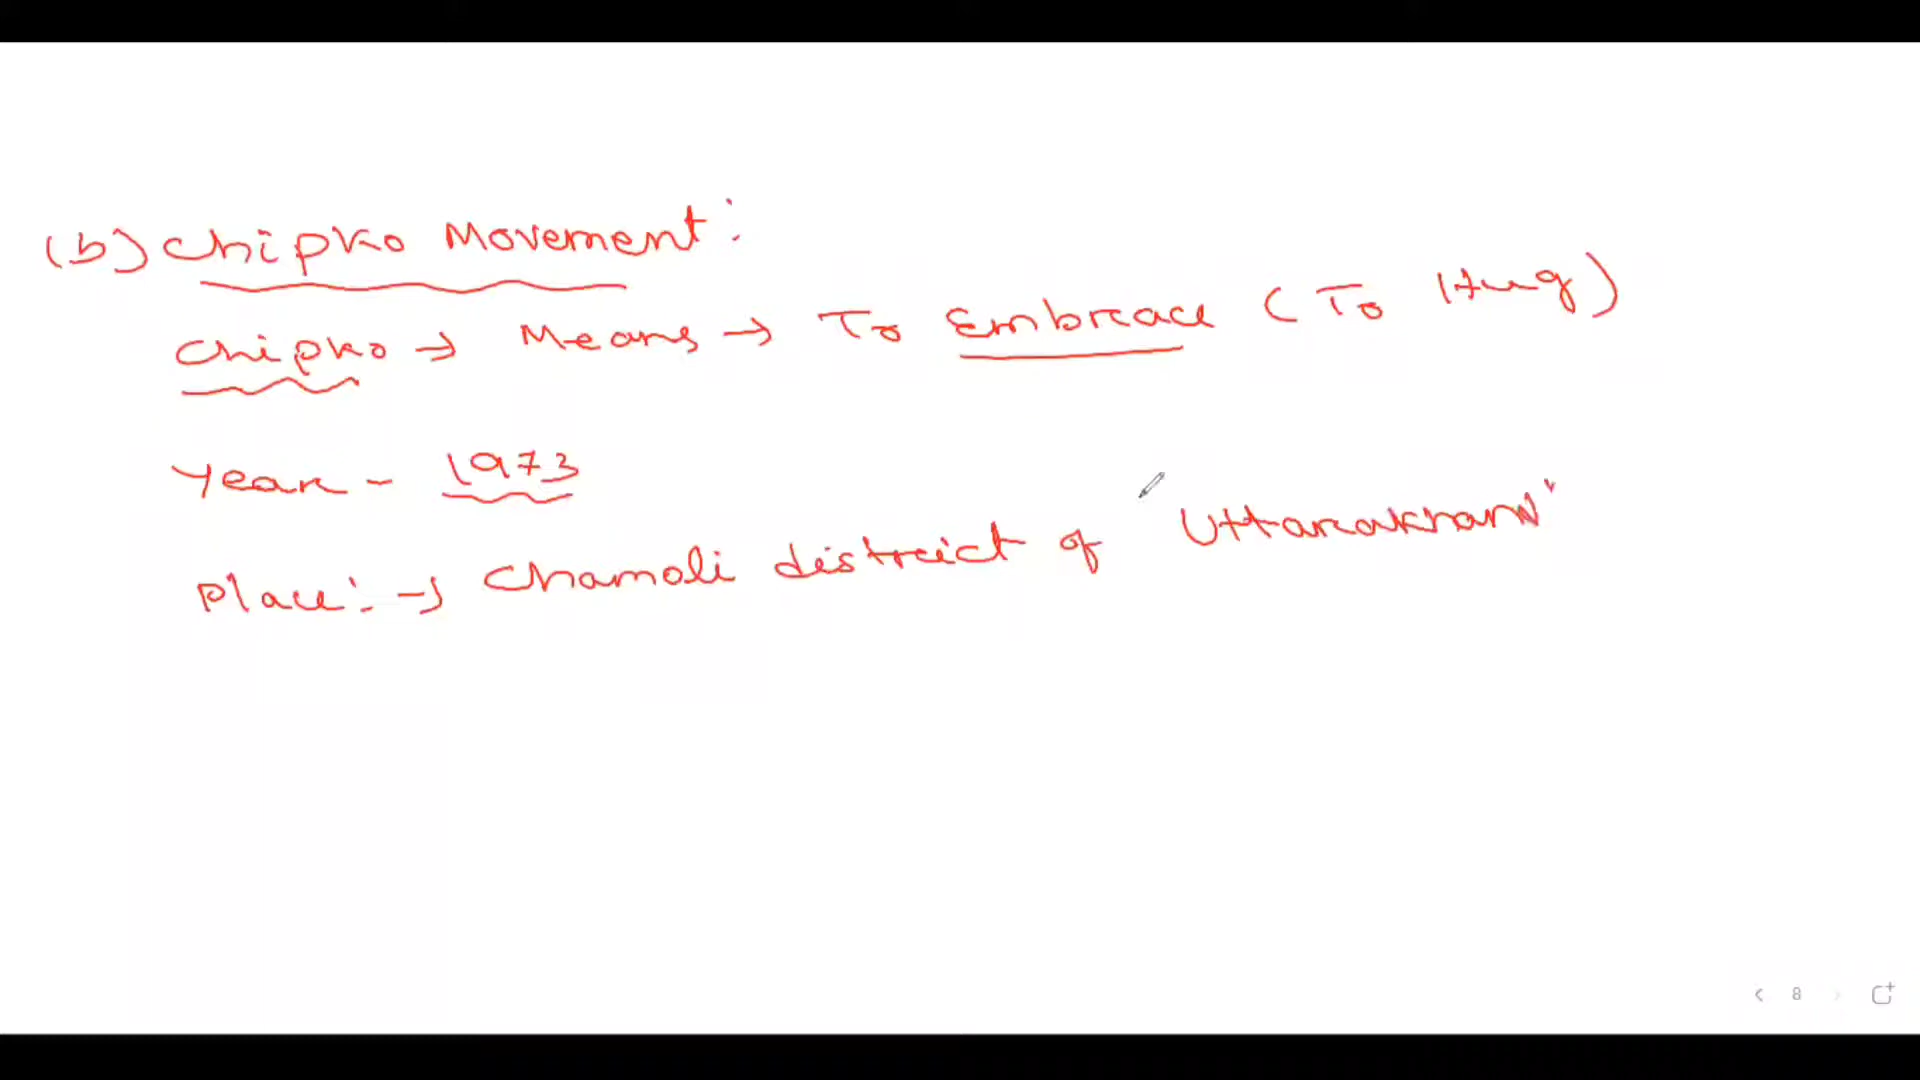 (b) Chipko Movement:
Chipko → Means → To Embrace (To Hug)
Year - 1973
Place: → Chamoli district of "Uttarakhand"
8